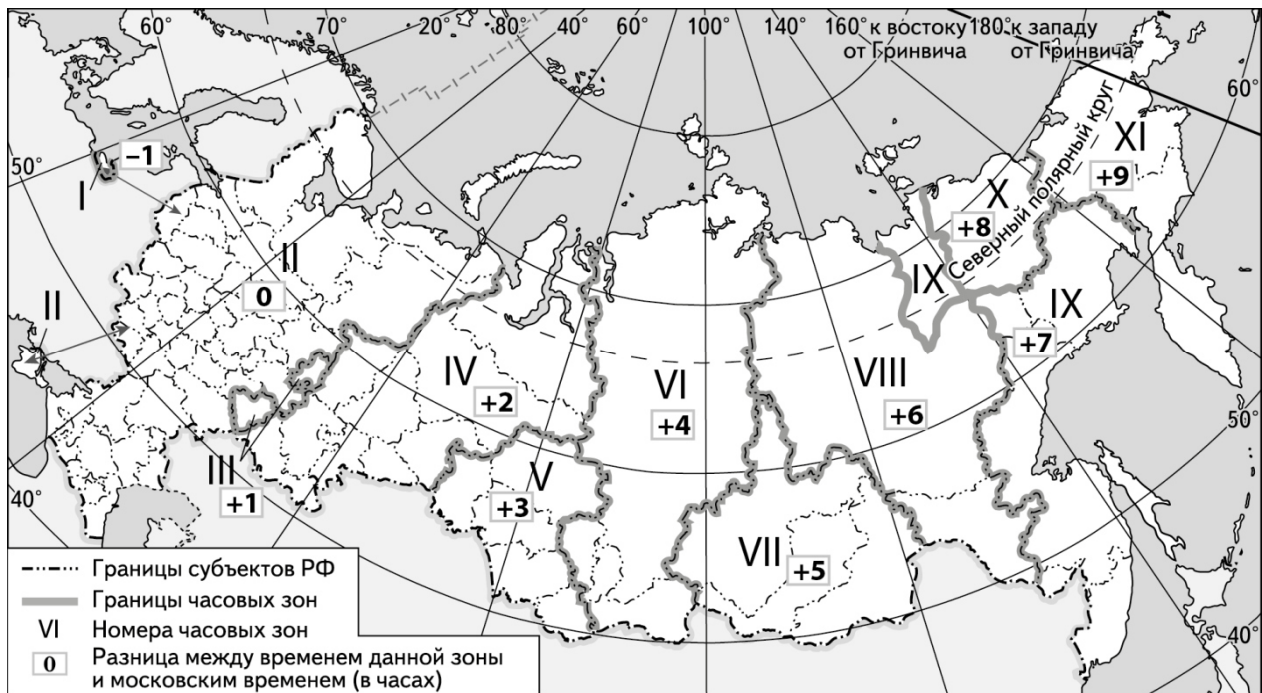 60° 70° 20° 40° 60° 80° 100° 120° 140° 160° к востоку 180° к западу
от Гринвича от Гринвича
60°
50°
–1
I
Северный полярный круг
XI
+9
X
+8
II
0
IX
IX
+7
II
50°
IV
+2
VI
+4
VIII
+6
III
+1
V
+3
VII
+5
40°
40°
Границы субъектов РФ
Границы часовых зон
VI Номера часовых зон
0 Разница между временем данной зоны
и московским временем (в часах)